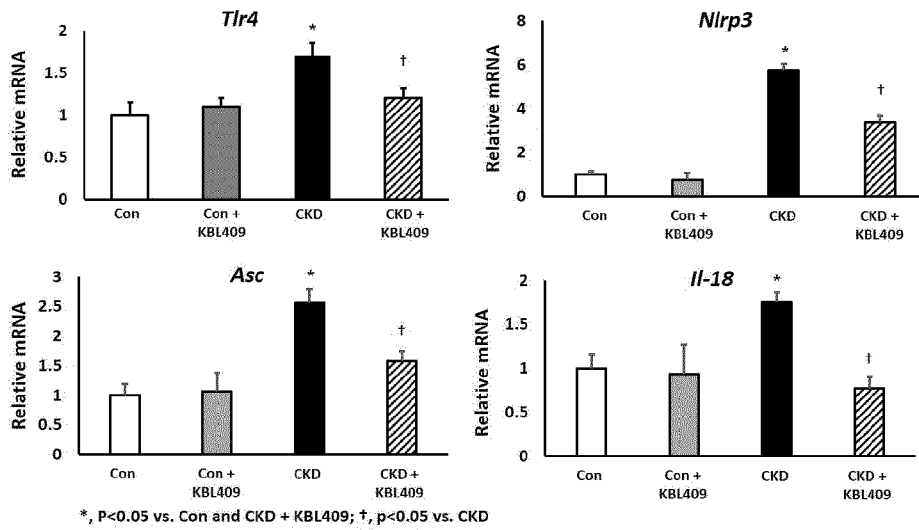 Tlr4
Relative mRNA
2
*
1.5
†
1
0.5
0
Con
Con +
KBL409
CKD
CKD +
KBL409
Nlrp3
Relative mRNA
8
6
*
4
†
2
0
Con
Con +
KBL409
CKD
CKD +
KBL409
Asc
Relative mRNA
3
*
2.5
2
†
1.5
1
0.5
0
Con
Con +
KBL409
CKD
CKD +
KBL409
Il-18
Relative mRNA
2
*
1.5
†
1
0.5
0
Con
Con +
KBL409
CKD
CKD +
KBL409
*, P<0.05 vs. Con and CKD + KBL409; †, p<0.05 vs. CKD